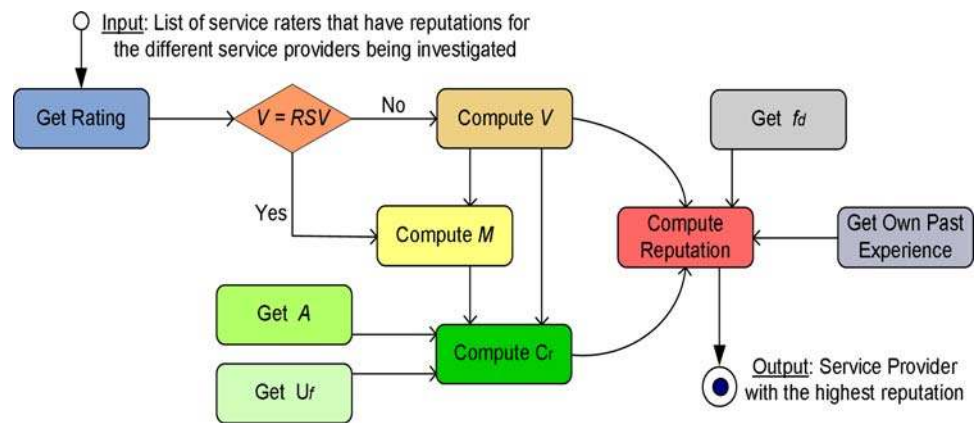 Input: List of service raters that have reputations for
the different service providers being investigated
Get Rating
V = RSV
No
Compute V
Get fd
Yes
Compute M
Compute
Reputation
Get Own Past
Experience
Get A
Compute Cr
Get Uf
Output: Service Provider
with the highest reputation